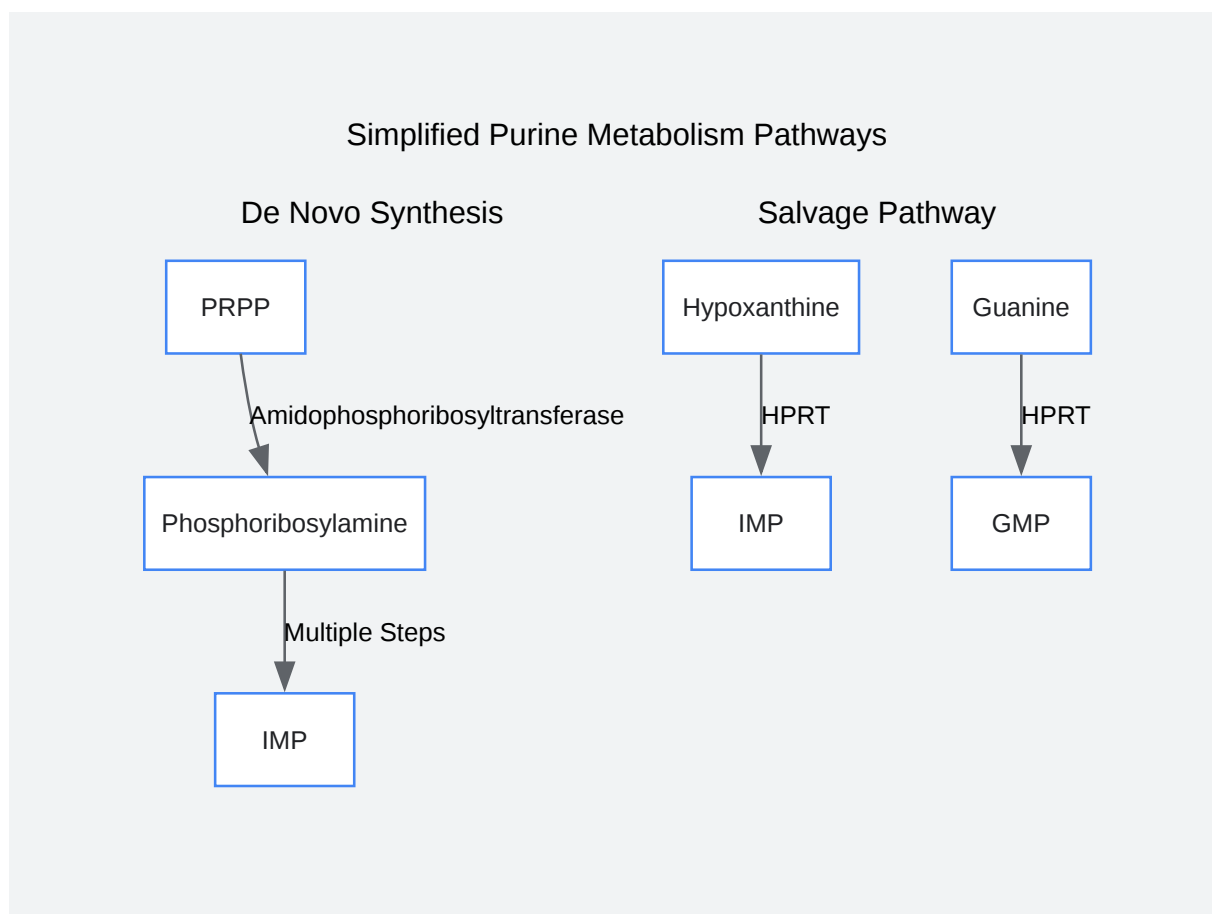 Simplified Purine Metabolism Pathways
De Novo Synthesis
PRPP
Amidophosphoribosyltransferase
Phosphoribosylamine
Multiple Steps
IMP
Salvage Pathway
Hypoxanthine
HPRT
IMP
Guanine
HPRT
GMP